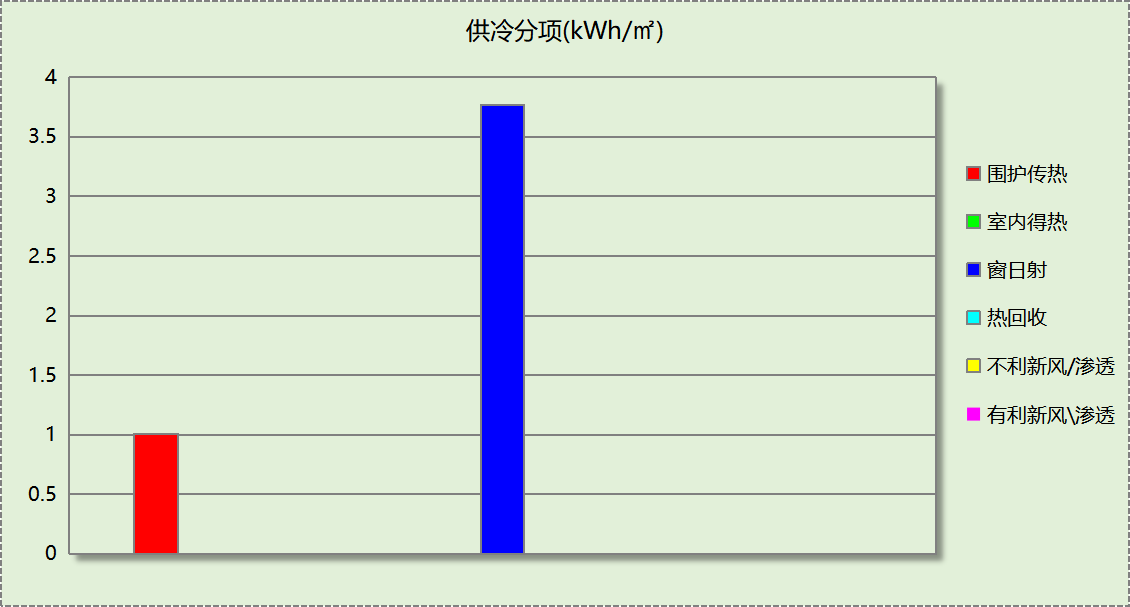 供冷分项(kWh/㎡)
4
3.5
3
2.5
2
1.5
1
0.5
0
围护传热
室内得热
窗日射
热回收
不利新风/渗透
有利新风\渗透